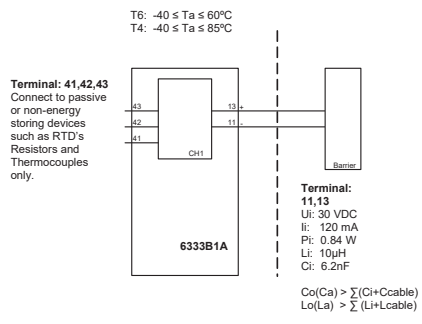 T6: -40 ≤ Ta ≤ 60ºC
T4: -40 ≤ Ta ≤ 85ºC
Terminal: 41,42,43
Connect to passive
or non-energy
storing devices
such as RTD's
Resistors and
Thermocouples
only.
43
42
41
13 +
11 -
CH1
6333B1A
Barrier
Terminal:
11,13
Ui: 30 VDC
Ii: 120 mA
Pi: 0.84 W
Li: 10µH
Ci: 6.2nF
Co(Ca) > ∑(Ci+Ccable)
Lo(La) > ∑ (Li+Lcable)